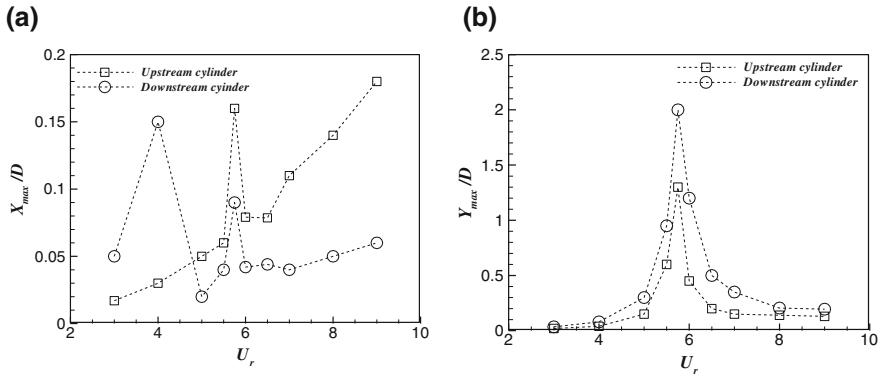 (a)
0.2
0.15
0.1
0.05
0
X_max/D
Upstream cylinder
Downstream cyinder
2
4
6
8
10
U_r
(b)
2.5
2
1.5
1
0.5
0
Y_max/D
Upstream cylinder
Downstream cylinder
2
4
6
8
10
U_r